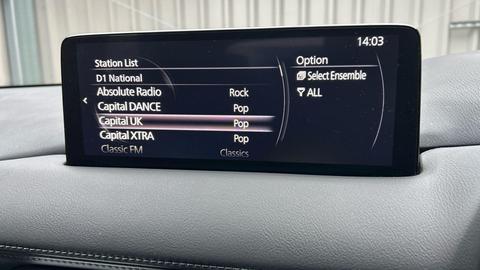 14:03
Station List
D1 National
Absolute Radio Rock
Capital DANCE Pop
Capital UK Pop
Capital XTRA Pop
Classic FM Classics
Option
Select Ensemble
ALL